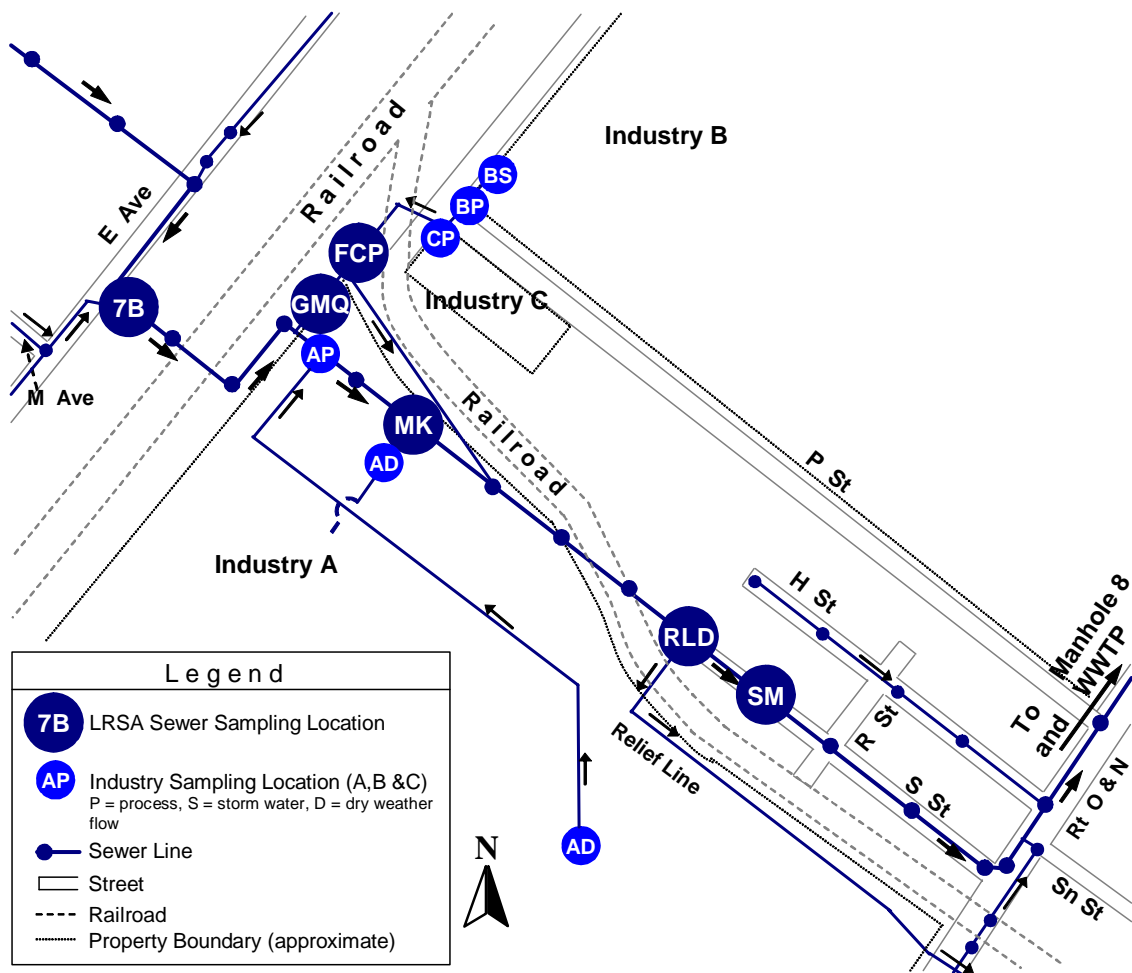 Industry B
Railroad
E Ave
BS
BP
CP
FCP
7B
GMQ
Industry C
AP
M Ave
MK
Railroad
AD
P St
Industry A
H St
Manhole 8
To WWTP
and
RLD
SM
R St
Relief Line
S St
Rt O & N
Sn St
AD
N
Legend
7B LRSA Sewer Sampling Location
AP Industry Sampling Location (A,B &C)
P = process, S = storm water, D = dry weather
flow
Sewer Line
Street
Railroad
Property Boundary (approximate)